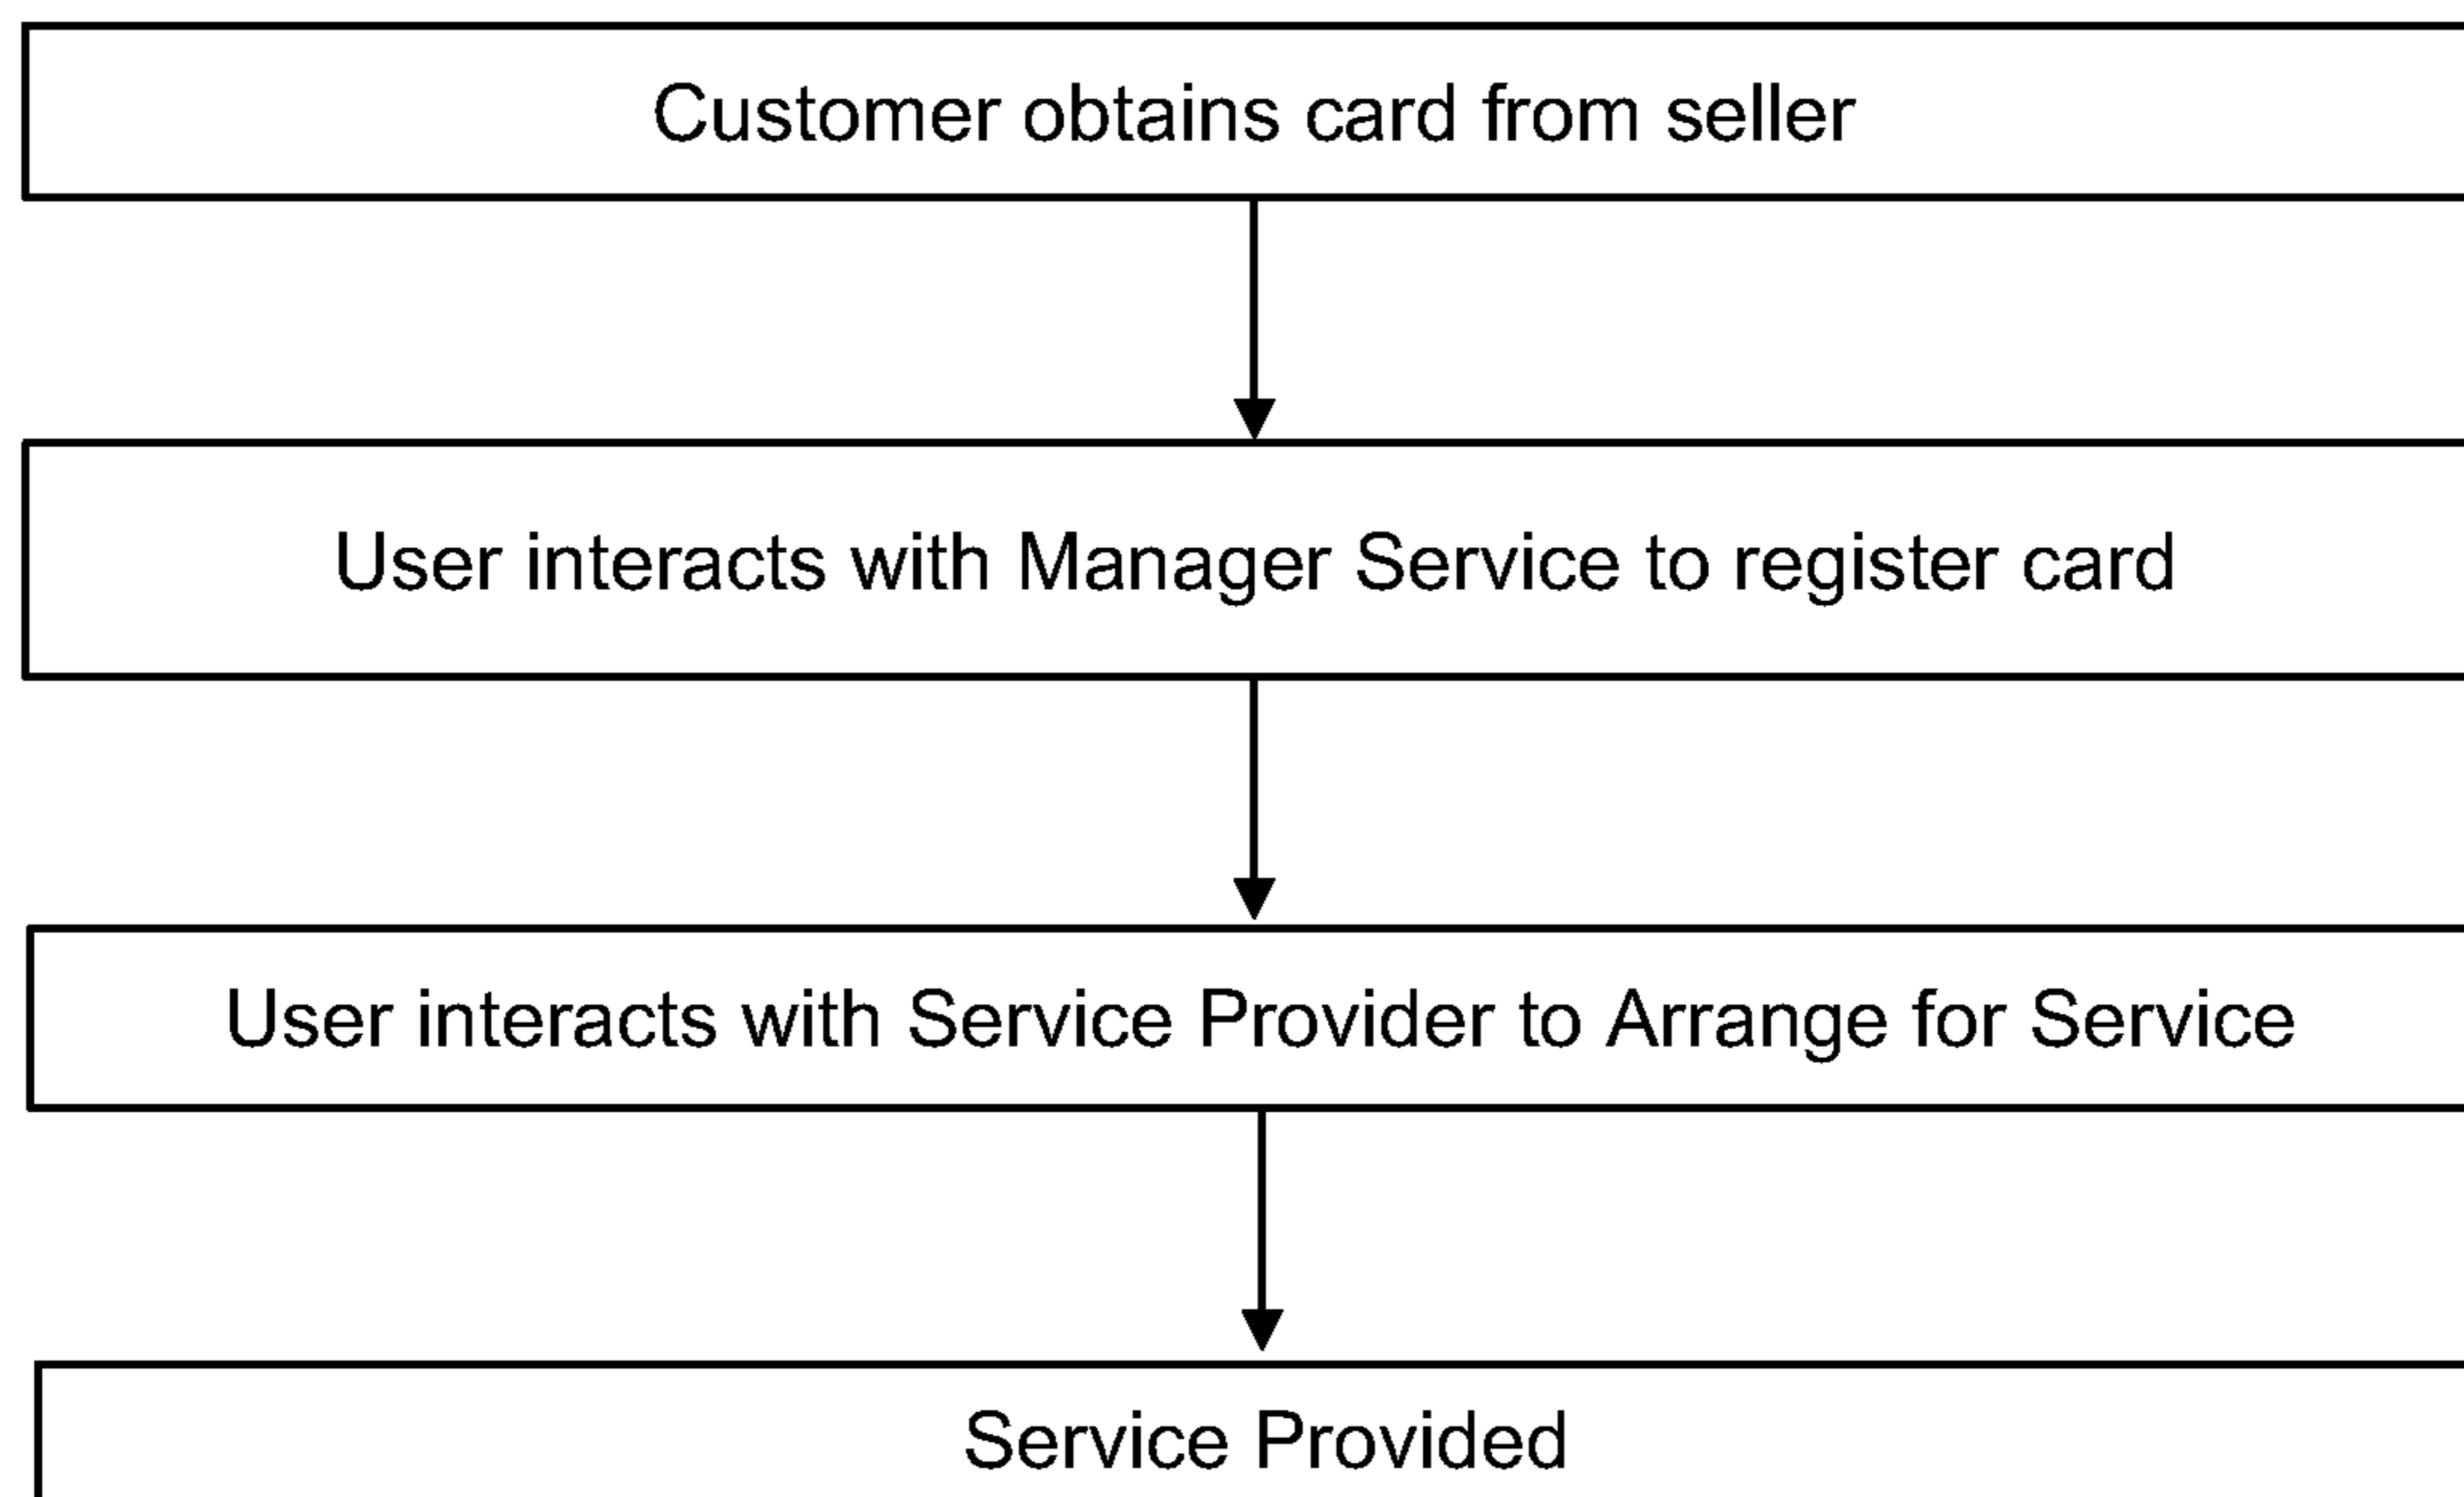 Customer obtains card from seller
User interacts with Manager Service to register card
User interacts with Service Provider to Arrange for Service
Service Provided